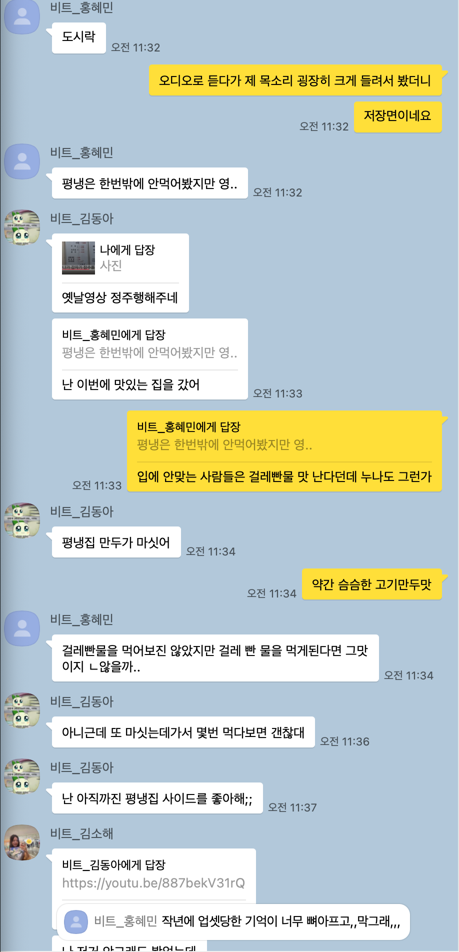 비트_홍혜민
도시락
오전 11:32
오디오로 듣다가 제 목소리 굉장히 크게 들려서 봤더니
저장면이네요
오전 11:32
비트_홍혜민
평냉은 한번밖에 안먹어봤지만 영..
오전 11:32
비트_김동아
나에게 답장
사진
옛날영상 정주행해주네
비트_홍혜민에게 답장
평냉은 한번밖에 안먹어봤지만 영..
난 이번에 맛있는 집을 갔어
오전 11:33
비트_홍혜민에게 답장
평냉은 한번밖에 안먹어봤지만 영..
입에 안맞는 사람들은 걸레빤물 맛 난다던데 누나도 그런가
오전 11:33
비트_김동아
평냉집 만두가 마싯어
오전 11:34
약간 슴슴한 고기만두맛
오전 11:34
비트_홍혜민
걸레빤물을 먹어보진 않았지만 걸레 빤 물을 먹게된다면 그맛
이지 ㄴ않을까..
오전 11:34
비트_김동아
아니근데 또 마싯는데가서 몇번 먹다보면 갠찮대
오전 11:36
비트_김동아
난 아직까진 평냉집 사이드를 좋아해;;
오전 11:37
비트_김소해
비트_김동아에게 답장
https://youtu.be/887bekV31rQ
비트_홍혜민 작년에 업셋당한 기억이 너무 뼈아프고,,막그래,,,